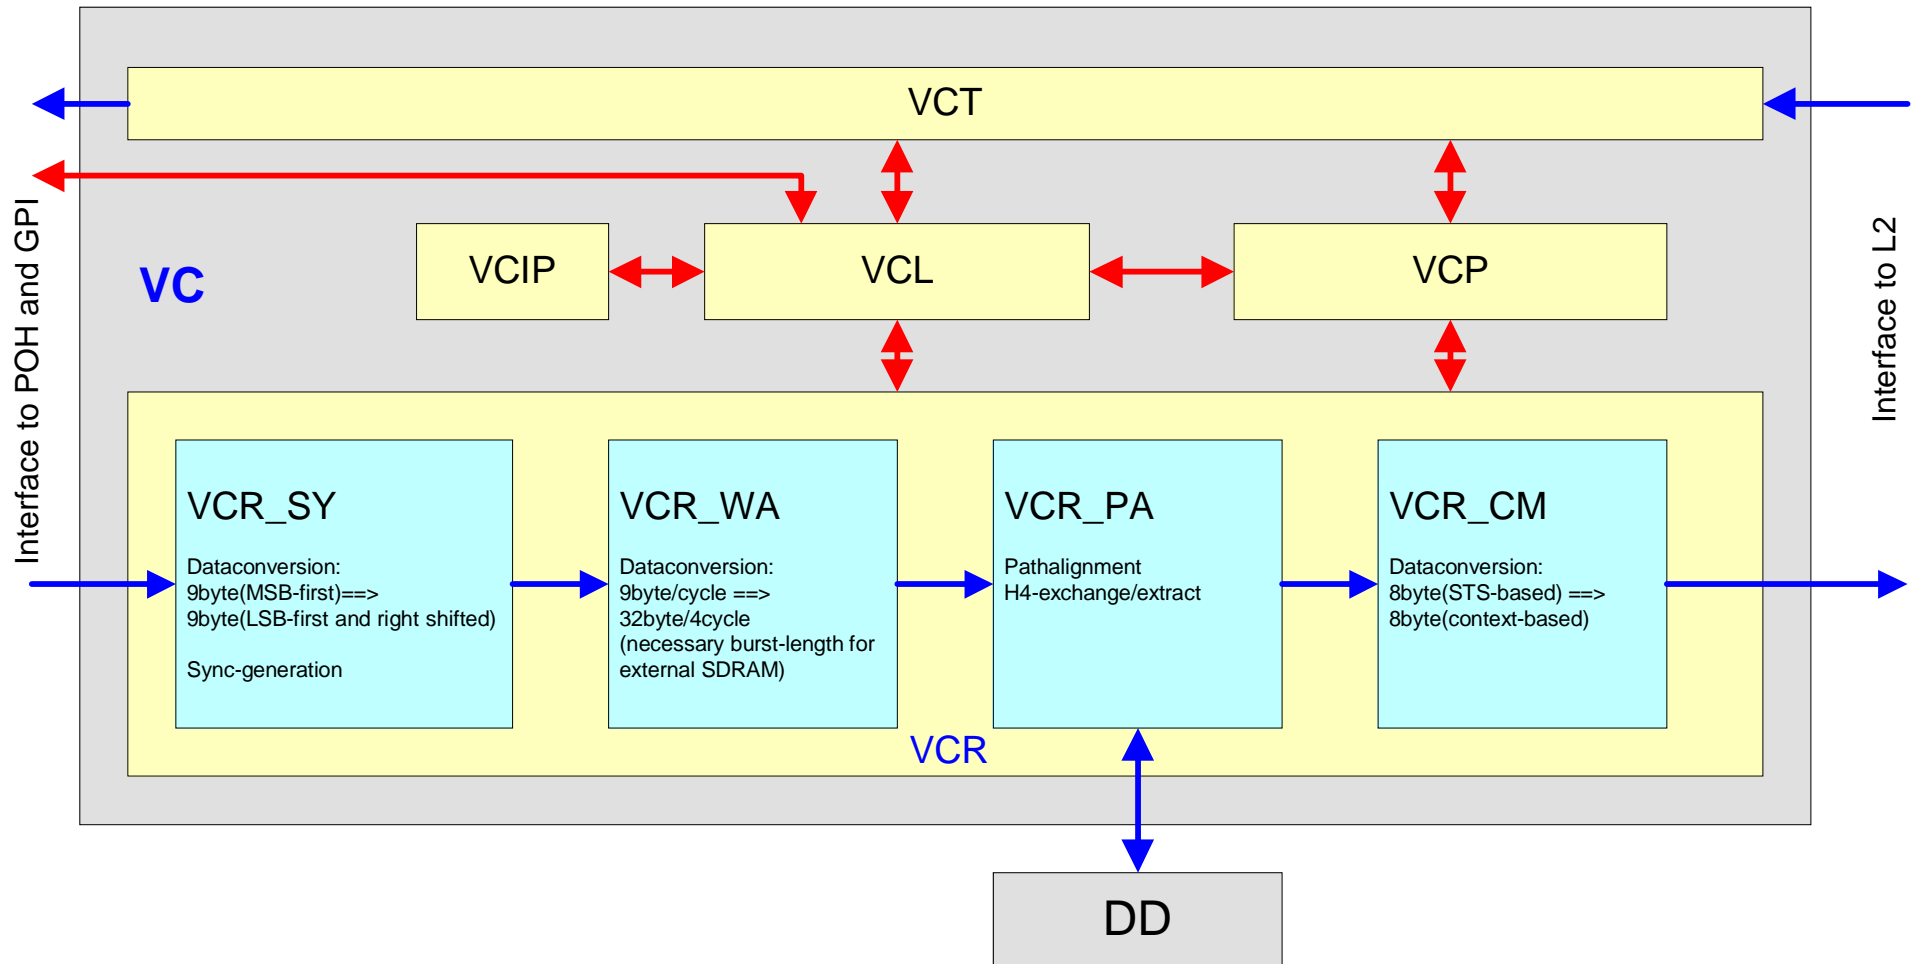 VCT
Interface to POH and GPI
VC
VCIP
VCL
VCP
Interface to L2
VCR_SY
Dataconversion:
9byte(MSB-first)==>
9byte(LSB-first and right shifted)
Sync-generation
VCR_WA
Dataconversion:
9byte/cycle ==>
32byte/4cycle
(necessary burst-length for
external SDRAM)
VCR_PA
Pathalignment
H4-exchange/extract
VCR_CM
Dataconversion:
8byte(STS-based) ==>
8byte(context-based)
VCR
DD